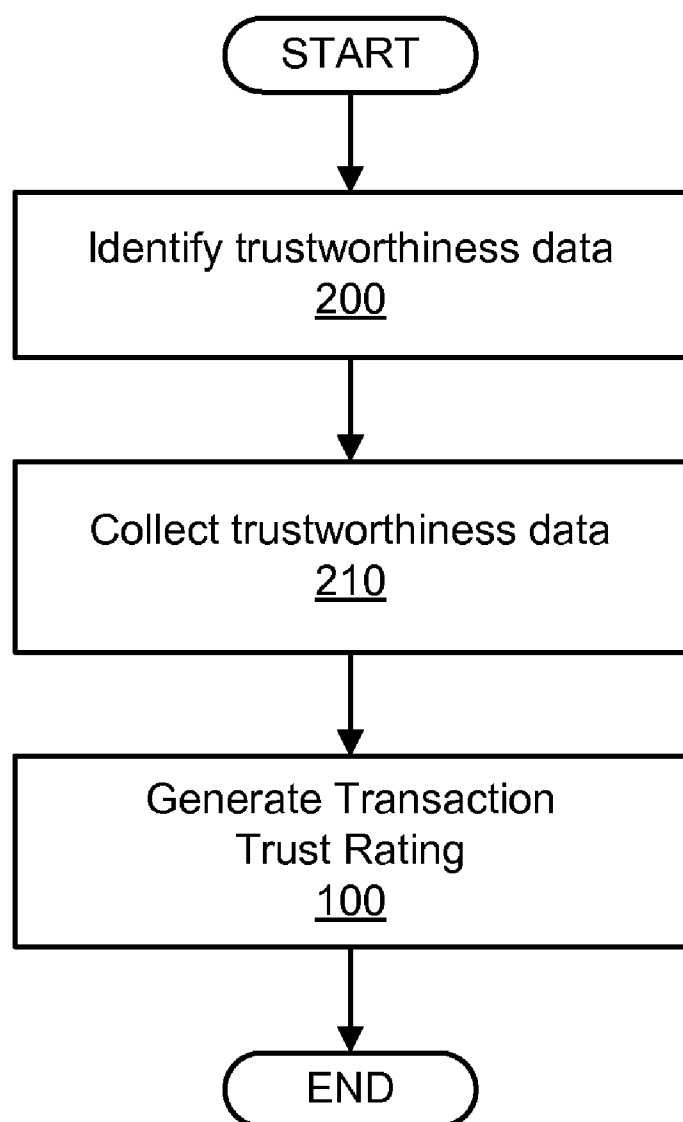 START
Identify trustworthiness data
200
Collect trustworthiness data
210
Generate Transaction
Trust Rating
100
END